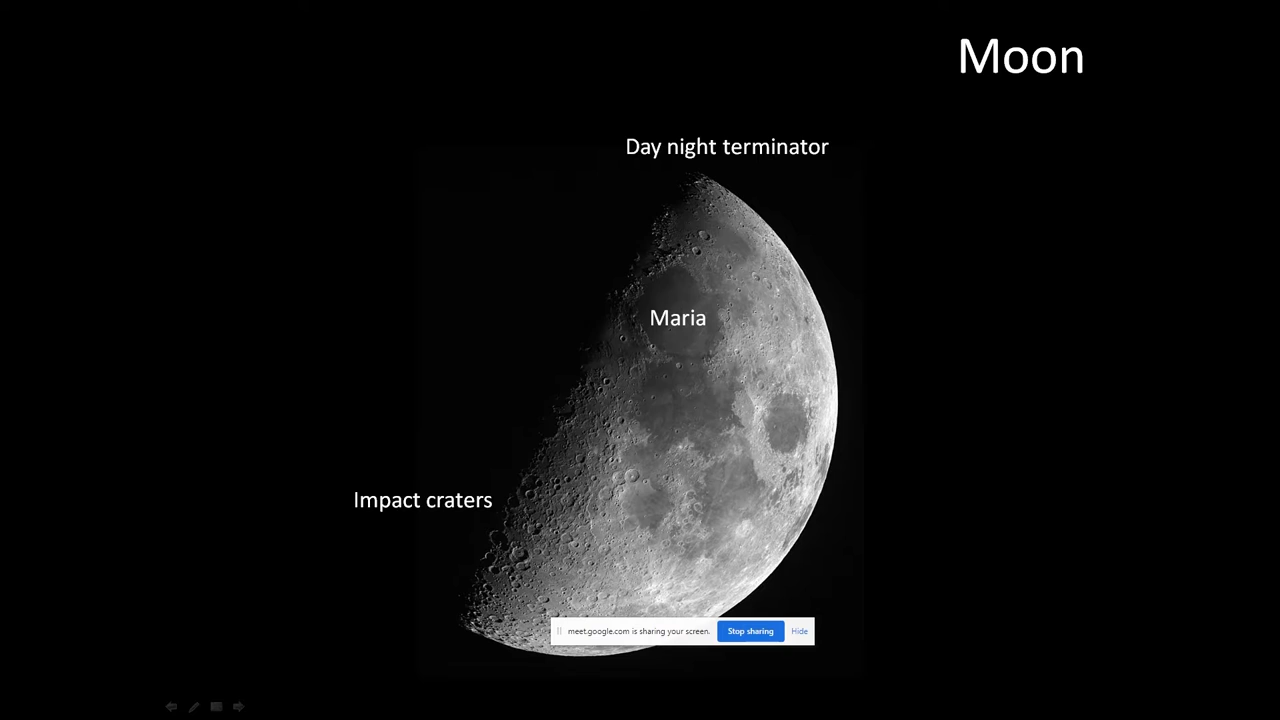 Moon
Day night terminator
Maria
Impact craters
meet.google.com is sharing your screen. Stop sharing Hide